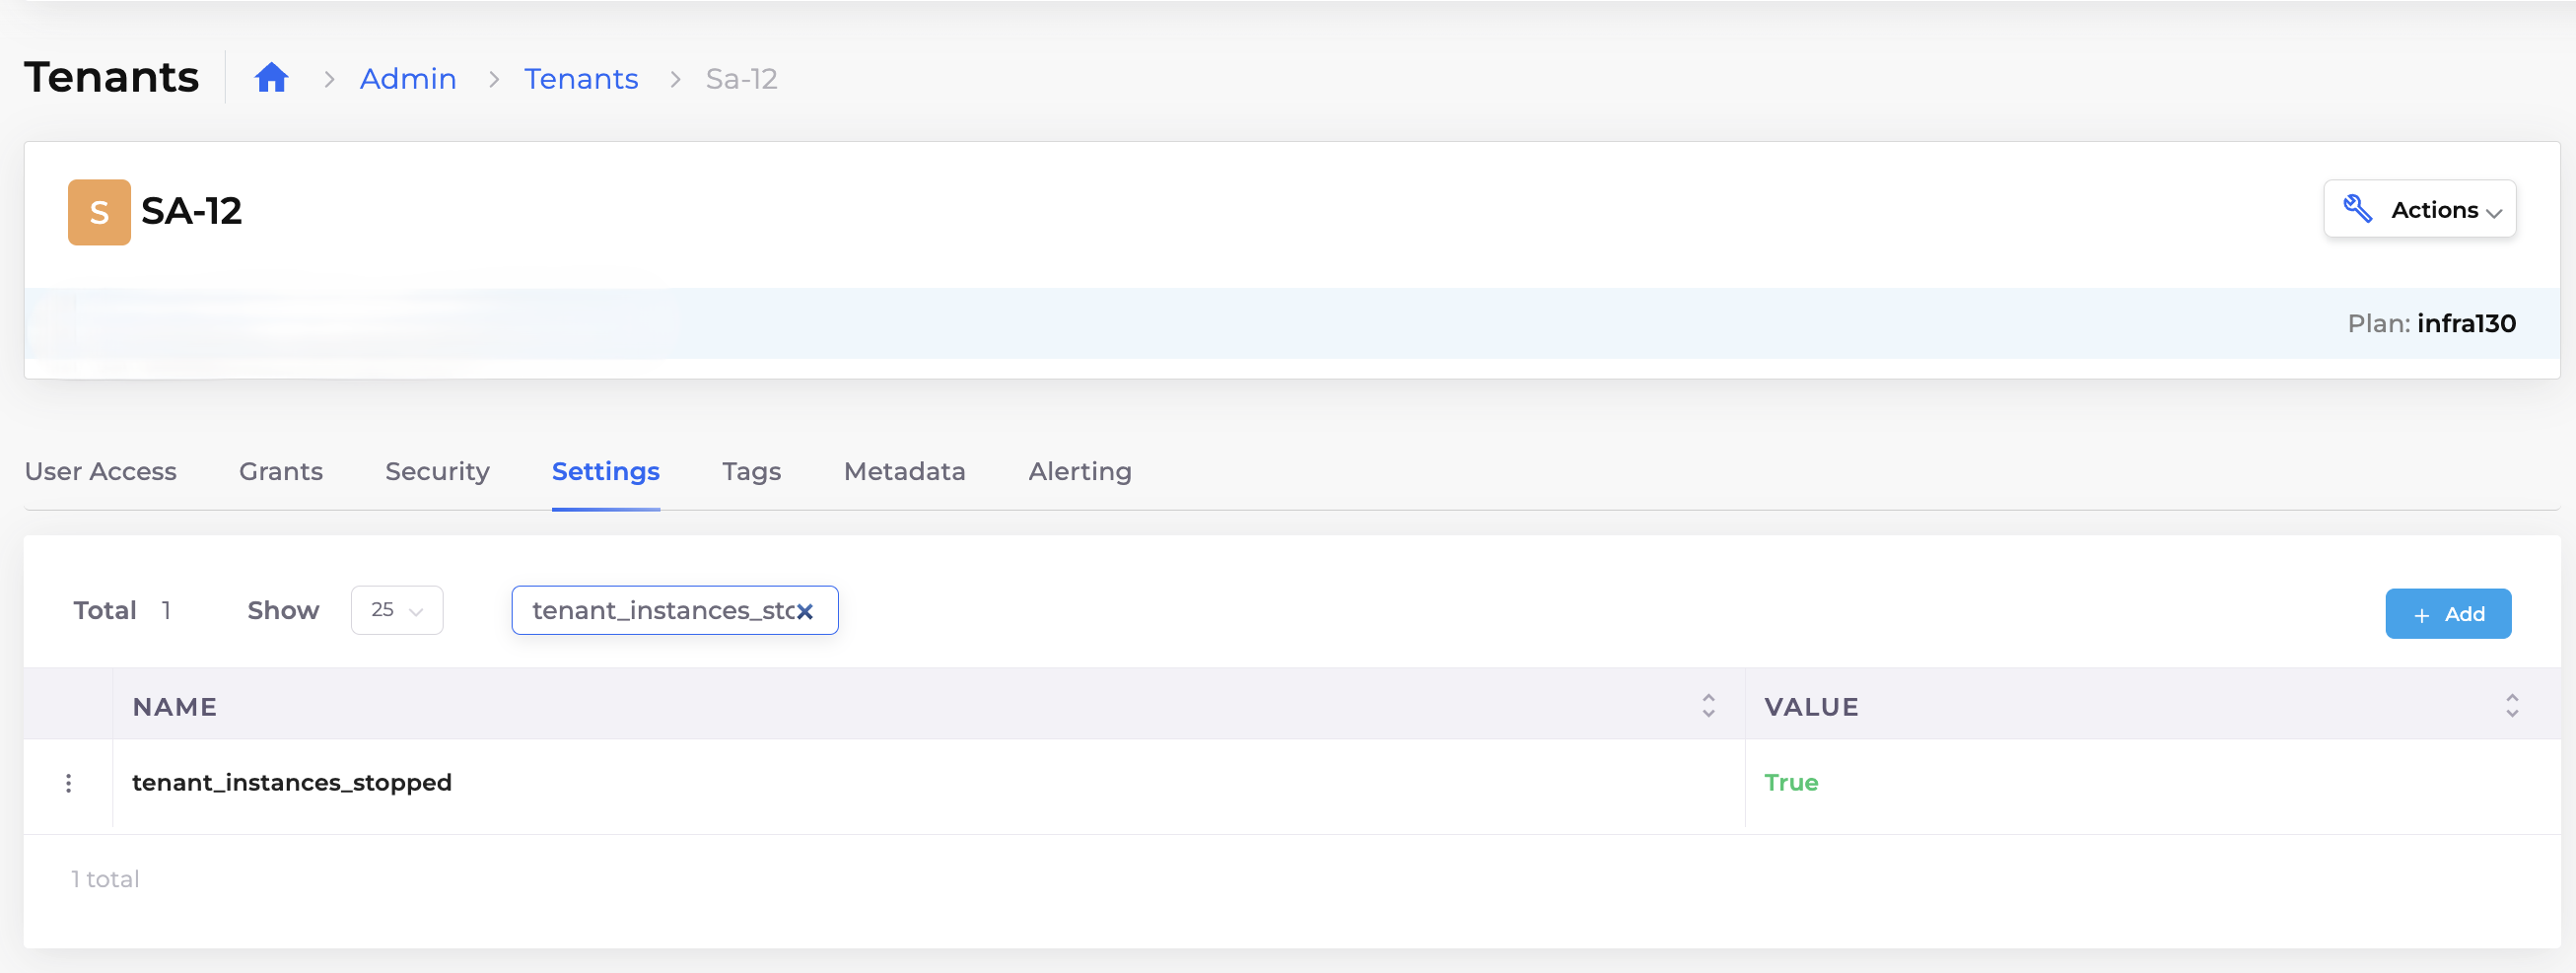 Tenants
Admin
Tenants
Sa-12
S
SA-12
Actions
Plan: infra130
User Access
Grants
Security
Settings
Tags
Metadata
Alerting
Total 1
Show
25
tenant_instances_sto
+ Add
NAME
VALUE
tenant_instances_stopped
True
1 total